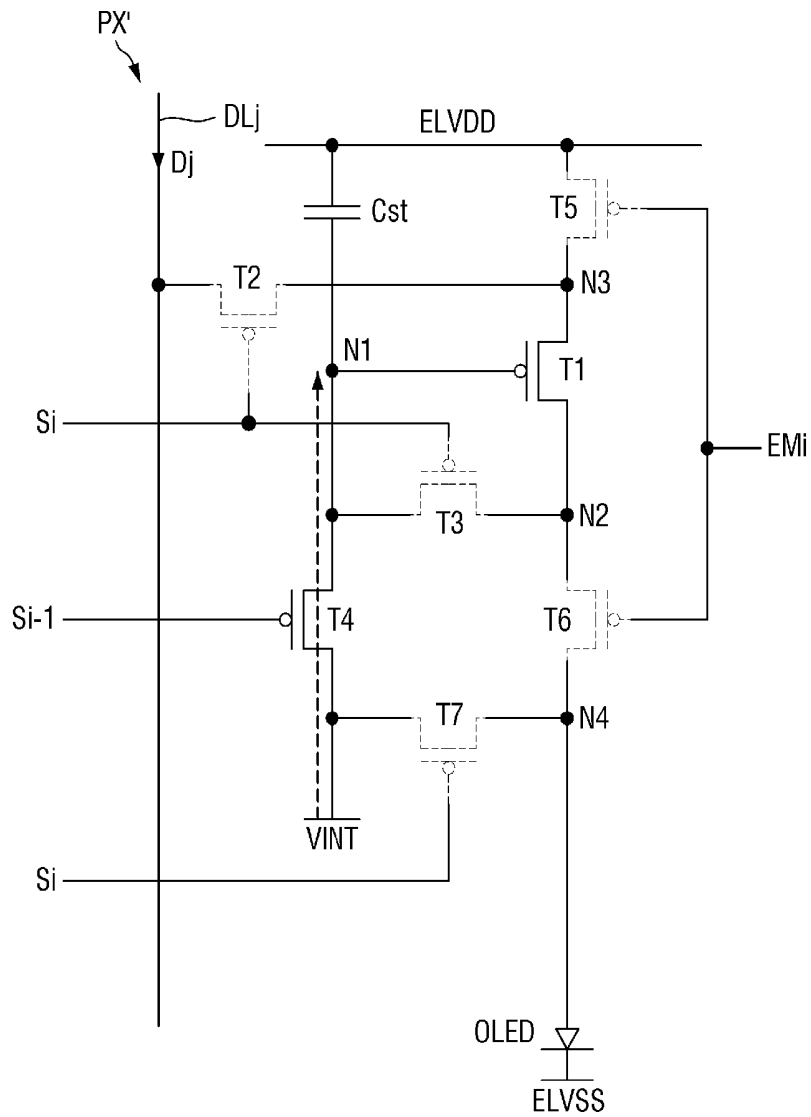 PX'
DLj
ELVDD
Dj
Cst
T5
T2
N3
N1
T1
Si
EMi
T3
N2
Si-1
T4
T6
T7
N4
VINT
Si
OLED
ELVSS